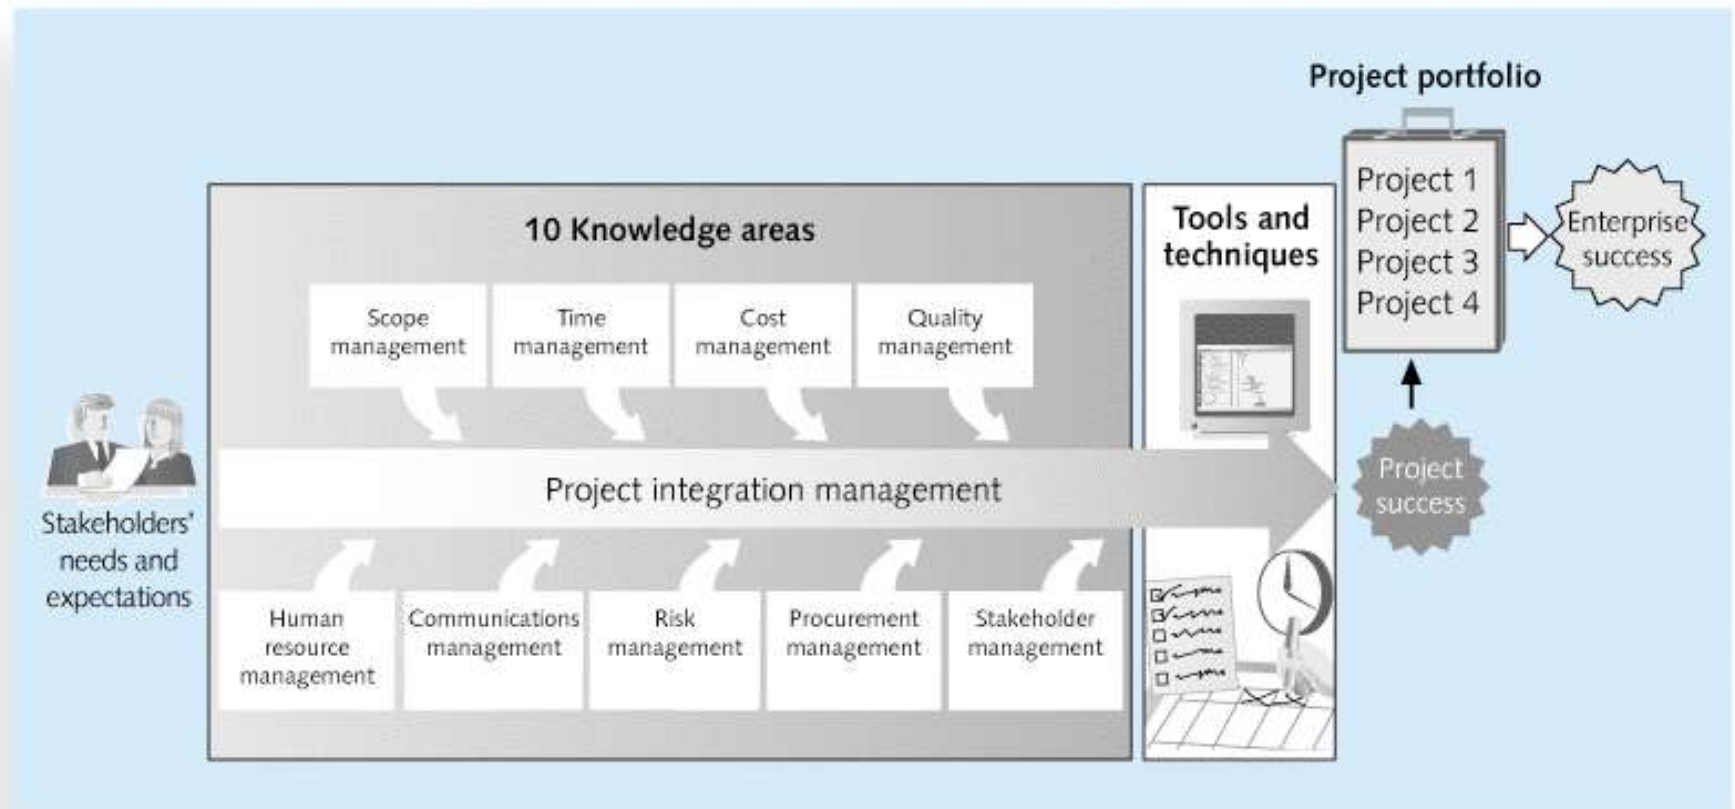 Project portfolio
Project 1
Project 2
Project 3
Project 4
Enterprise
success
10 Knowledge areas
Tools and
techniques
Scope
management
Time
management
Cost
management
Quality
management
Stakeholders'
needs and
expectations
Project integration management
Project
success
Human
resource
management
Communications
management
Risk
management
Procurement
management
Stakeholder
management